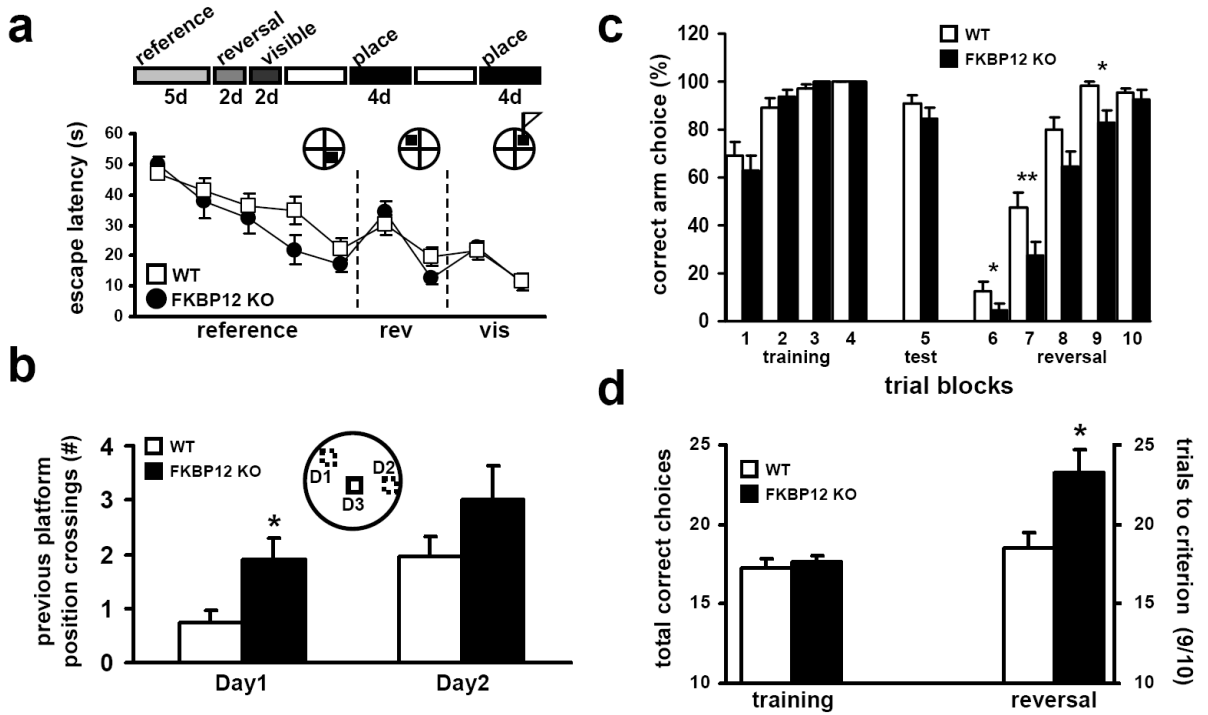 a
reference
reversal
visible
place
place
5d
2d
2d
4d
4d
escape latency (s)
60
50
40
30
20
10
0
WT
FKBP12 KO
reference
rev
vis
b
previous platform
position crossings (#)
4
3
2
1
0
WT
FKBP12 KO
D1
D2
D3
*
Day1
Day2
c
correct arm choice (%)
120
100
80
60
40
20
0
WT
FKBP12 KO
*
**
*
1 2 3 4 5 6 7 8 9 10
training
test
reversal
trial blocks
d
total correct choices
25
20
15
10
WT
FKBP12 KO
*
training
reversal
25
20
15
10
trials to criterion (9/10)